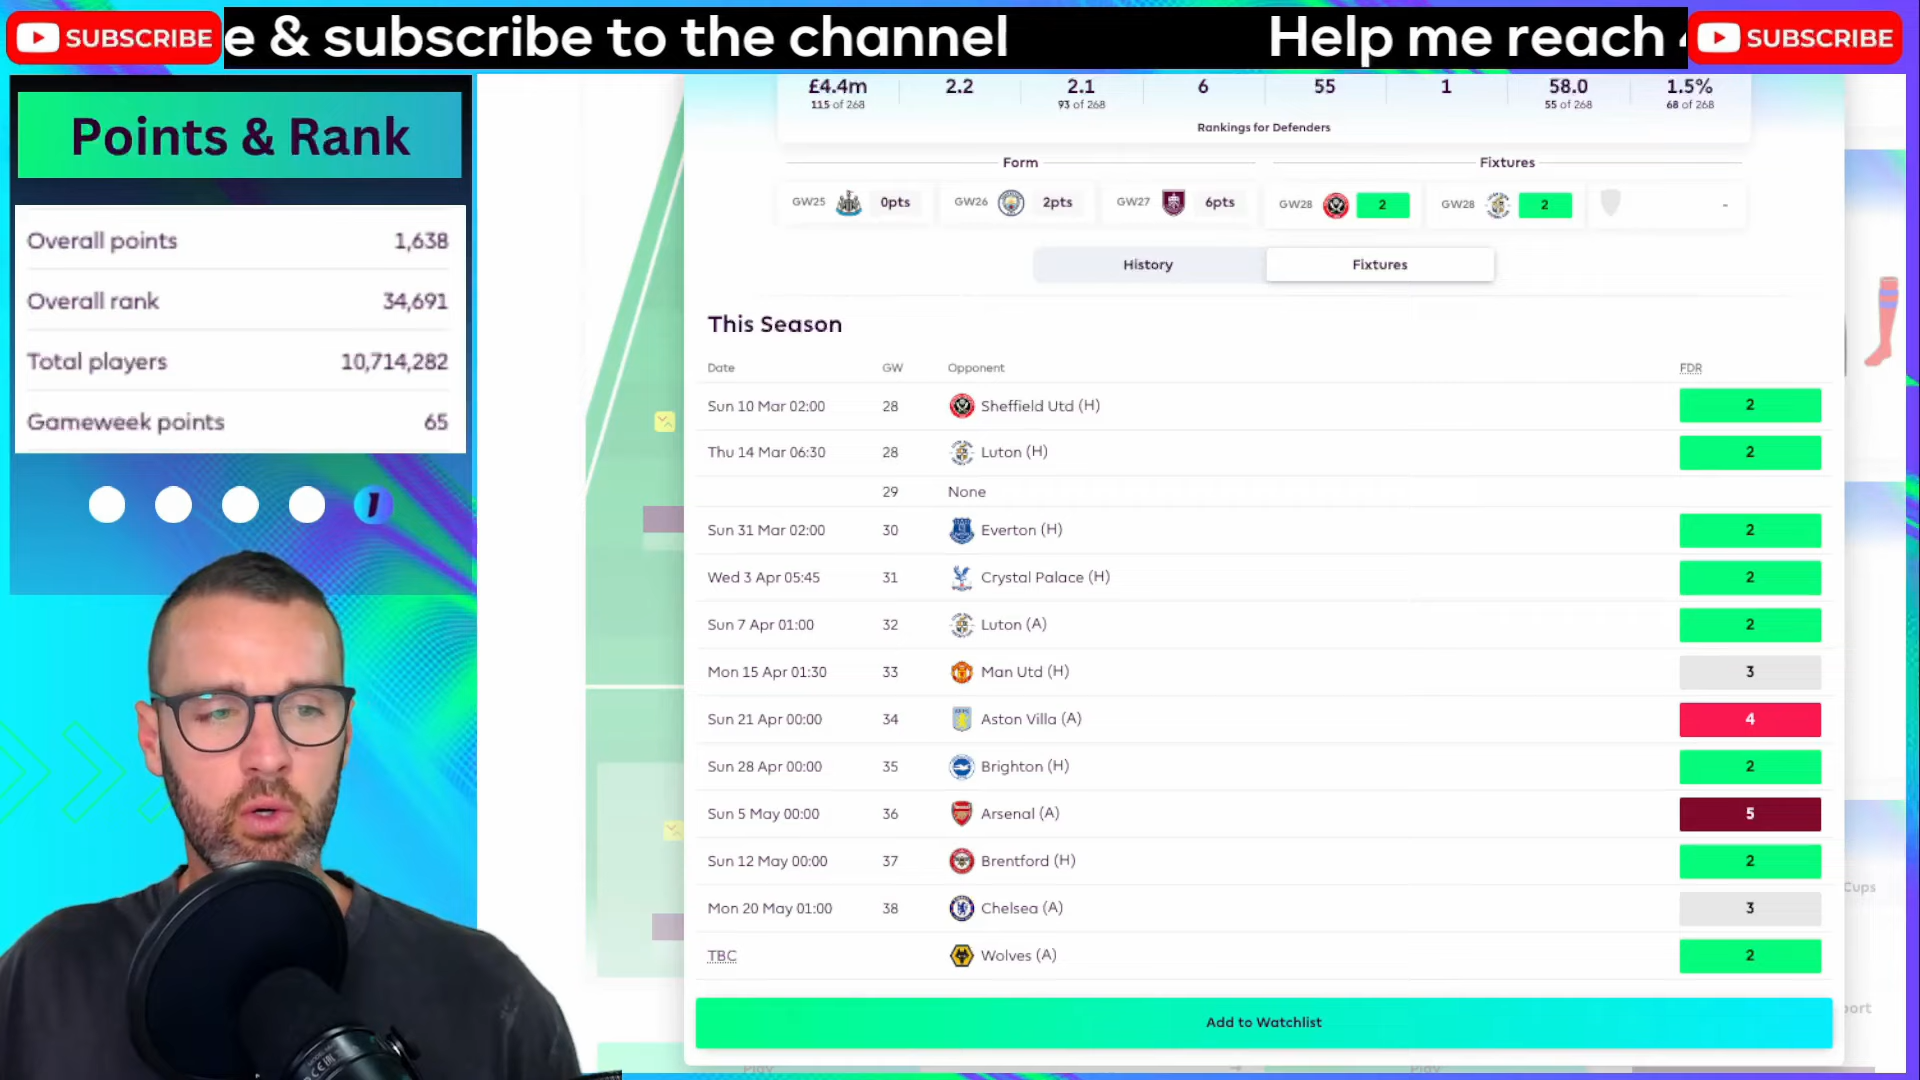 SUBSCRIBE
e & subscribe to the channel
Help me reach
SUBSCRIBE
Points & Rank
Overall points 1,638
Overall rank 34,691
Total players 10,714,282
Gameweek points 65
£4.4m 2.2 2.1 6 55 1 58.0 1.5%
115 of 268 93 of 268 55 of 268 68 of 268
Rankings for Defenders
Form Fixtures
GW25 0pts GW26 2pts GW27 6pts GW28 2 GW28 2 -
History Fixtures
This Season
Date GW Opponent FDR
Sun 10 Mar 02:00 28 Sheffield Utd (H) 2
Thu 14 Mar 06:30 28 Luton (H) 2
29 None
Sun 31 Mar 02:00 30 Everton (H) 2
Wed 3 Apr 05:45 31 Crystal Palace (H) 2
Sun 7 Apr 01:00 32 Luton (A) 2
Mon 15 Apr 01:30 33 Man Utd (H) 3
Sun 21 Apr 00:00 34 Aston Villa (A) 4
Sun 28 Apr 00:00 35 Brighton (H) 2
Sun 5 May 00:00 36 Arsenal (A) 5
Sun 12 May 00:00 37 Brentford (H) 2
Mon 20 May 01:00 38 Chelsea (A) 3
TBC Wolves (A) 2
Add to Watchlist
Cups
ort
Play
Play